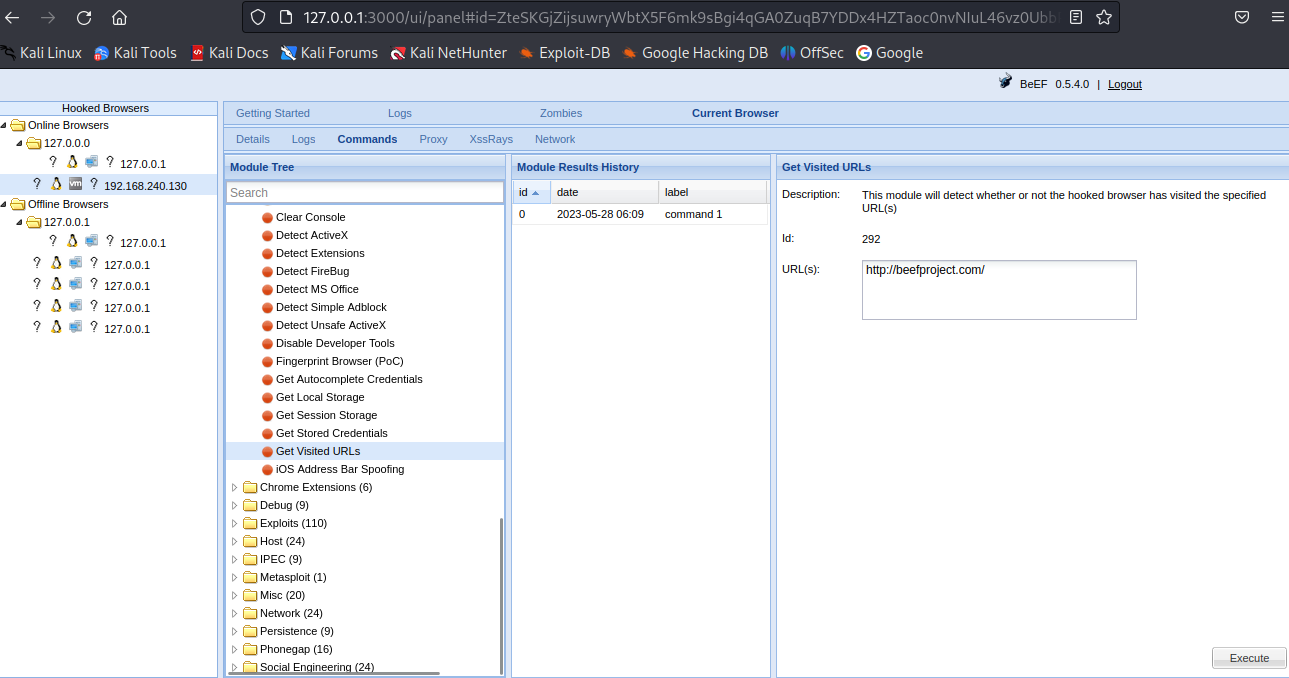 127.0.0.1:3000/ui/panel#id=ZteSKGjZijsuwryWbtX5F6mk9sBgi4qGA0ZuqB7YDDx4HZTaoc0nvNIuL46vz0Ubb
Kali Linux Kali Tools Kali Docs Kali Forums Kali NetHunter Exploit-DB Google Hacking DB OffSec Google
BeEF 0.5.4.0 | Logout
Hooked Browsers
Online Browsers
127.0.0.0
? ? 127.0.0.1
? vm ? 192.168.240.130
Offline Browsers
127.0.0.1
? ? 127.0.0.1
? ? 127.0.0.1
? ? 127.0.0.1
? ? 127.0.0.1
? ? 127.0.0.1
Getting Started Logs Zombies Current Browser
Details Logs Commands Proxy XssRays Network
Module Tree
Search
Clear Console
Detect ActiveX
Detect Extensions
Detect FireBug
Detect MS Office
Detect Simple Adblock
Detect Unsafe ActiveX
Disable Developer Tools
Fingerprint Browser (PoC)
Get Autocomplete Credentials
Get Local Storage
Get Session Storage
Get Stored Credentials
Get Visited URLs
iOS Address Bar Spoofing
Chrome Extensions (6)
Debug (9)
Exploits (110)
Host (24)
IPEC (9)
Metasploit (1)
Misc (20)
Network (24)
Persistence (9)
Phonegap (16)
Social Engineering (24)
Module Results History
id date label
0 2023-05-28 06:09 command 1
Get Visited URLs
Description: This module will detect whether or not the hooked browser has visited the specified
URL(s)
Id: 292
URL(s): http://beefproject.com/
Execute